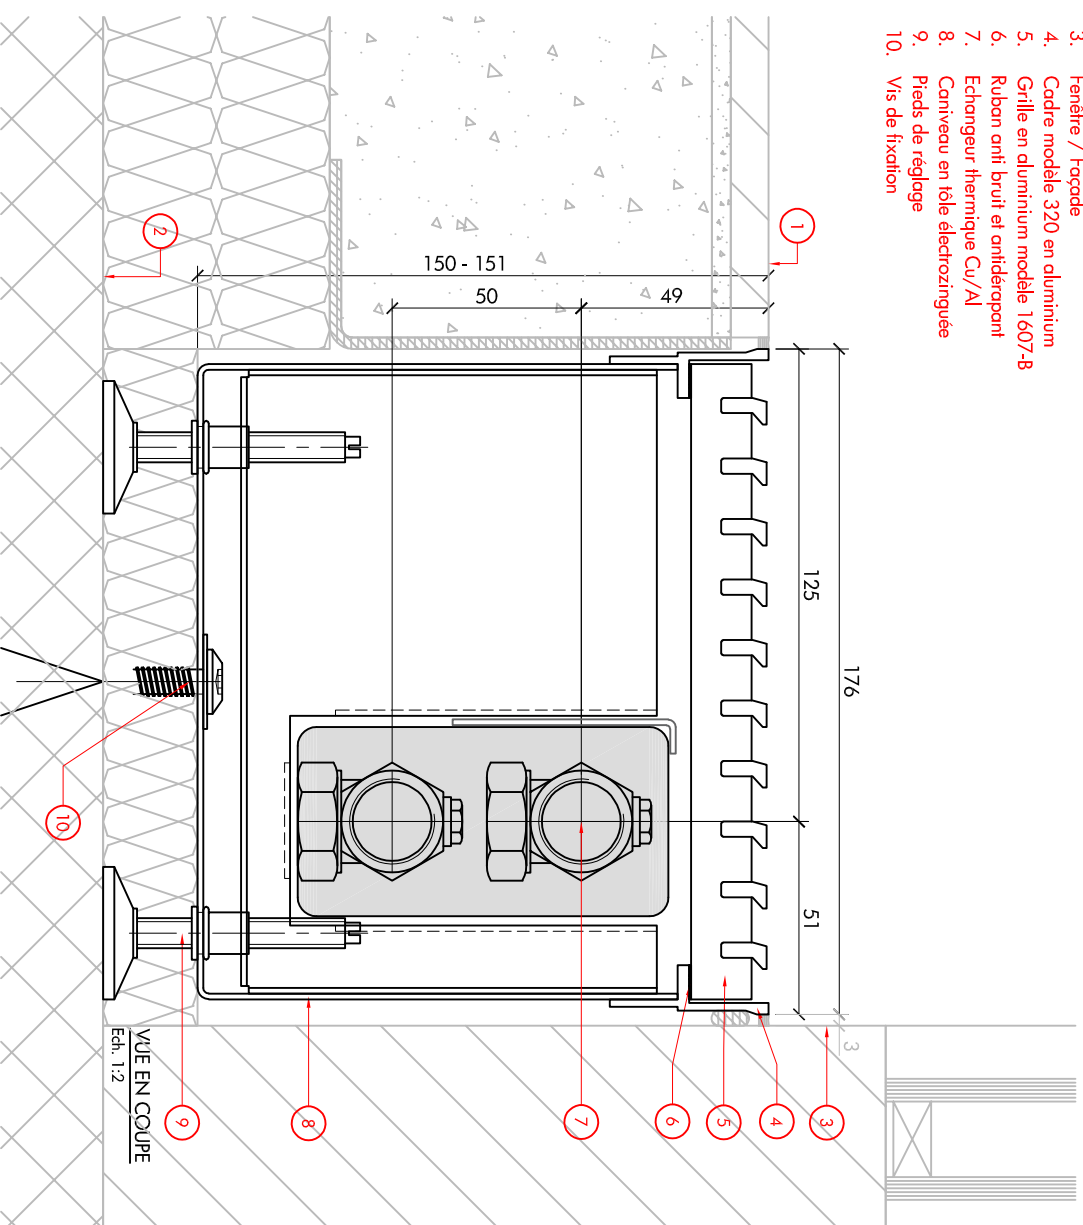 3. Fenêtre / Façade
4. Cadre modèle 320 en aluminium
5. Grille en aluminium modèle 1607-B
6. Ruban anti bruit et antidérapant
7. Echangeur thermique Cu/Al
8. Caniveau en tôle électrozinguée
9. Pieds de réglage
10. Vis de fixation
1
2
150 - 151
50
49
125
176
51
3
10
9
8
7
6
5
4
3
VUE EN COUPE
Ech. 1:2